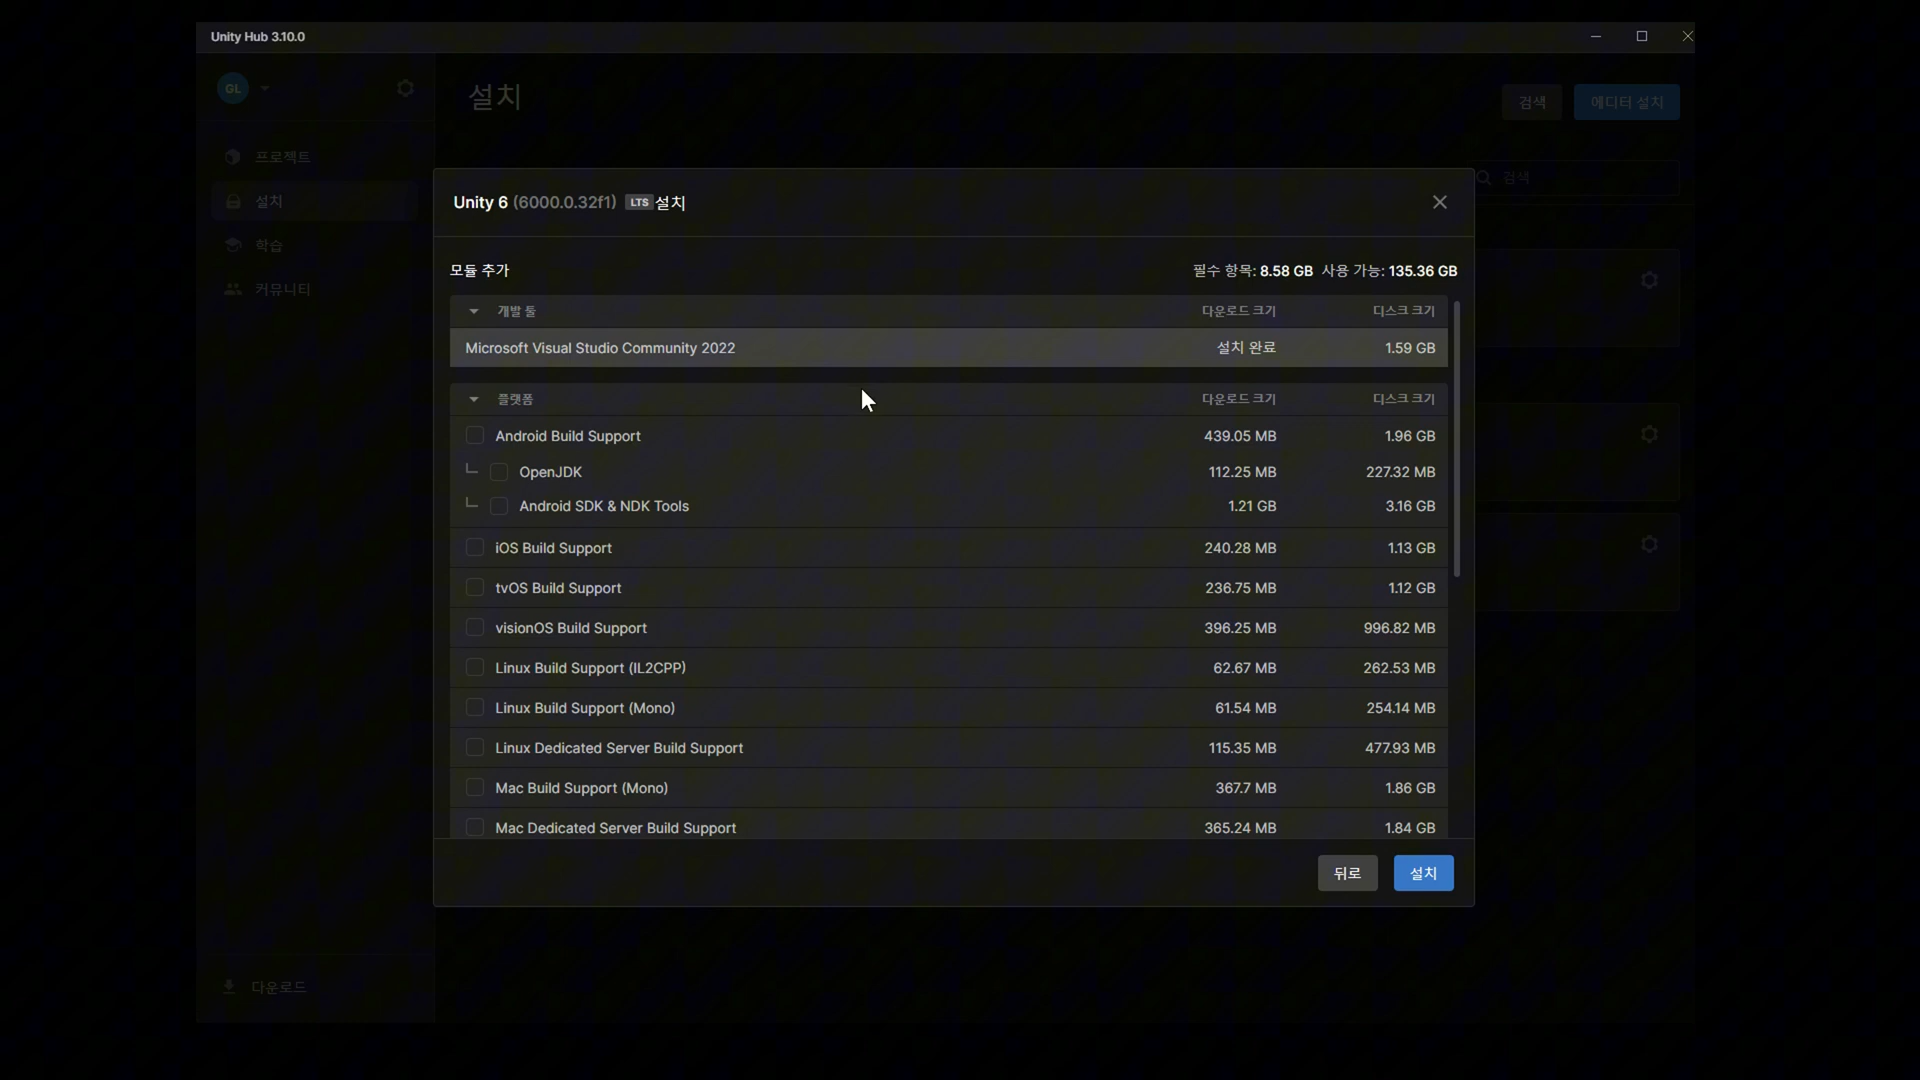 Unity Hub 3.10.0
GL
설치
검색
에디터 설치
프로젝트
설치
학습
커뮤니티
검색
Unity 6 (6000.0.32f1) LTS 설치
모듈 추가
필수 항목: 8.58 GB 사용 가능: 135.36 GB
개발 툴 다운로드 크기 디스크 크기
Microsoft Visual Studio Community 2022 설치 완료 1.59 GB
플랫폼 다운로드 크기 디스크 크기
Android Build Support 439.05 MB 1.96 GB
OpenJDK 112.25 MB 227.32 MB
Android SDK & NDK Tools 1.21 GB 3.16 GB
iOS Build Support 240.28 MB 1.13 GB
tvOS Build Support 236.75 MB 1.12 GB
visionOS Build Support 396.25 MB 996.82 MB
Linux Build Support (IL2CPP) 62.67 MB 262.53 MB
Linux Build Support (Mono) 61.54 MB 254.14 MB
Linux Dedicated Server Build Support 115.35 MB 477.93 MB
Mac Build Support (Mono) 367.7 MB 1.86 GB
Mac Dedicated Server Build Support 365.24 MB 1.84 GB
뒤로
설치
다운로드